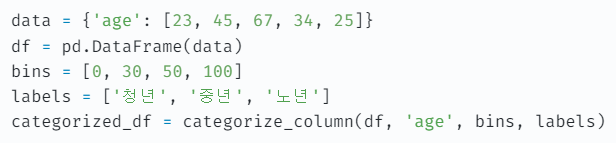 data = {'age': [23, 45, 67, 34, 25]}
df = pd.DataFrame(data)
bins = [0, 30, 50, 100]
labels = ['청년', '중년', '노년']
categorized_df = categorize_column(df, 'age', bins, labels)